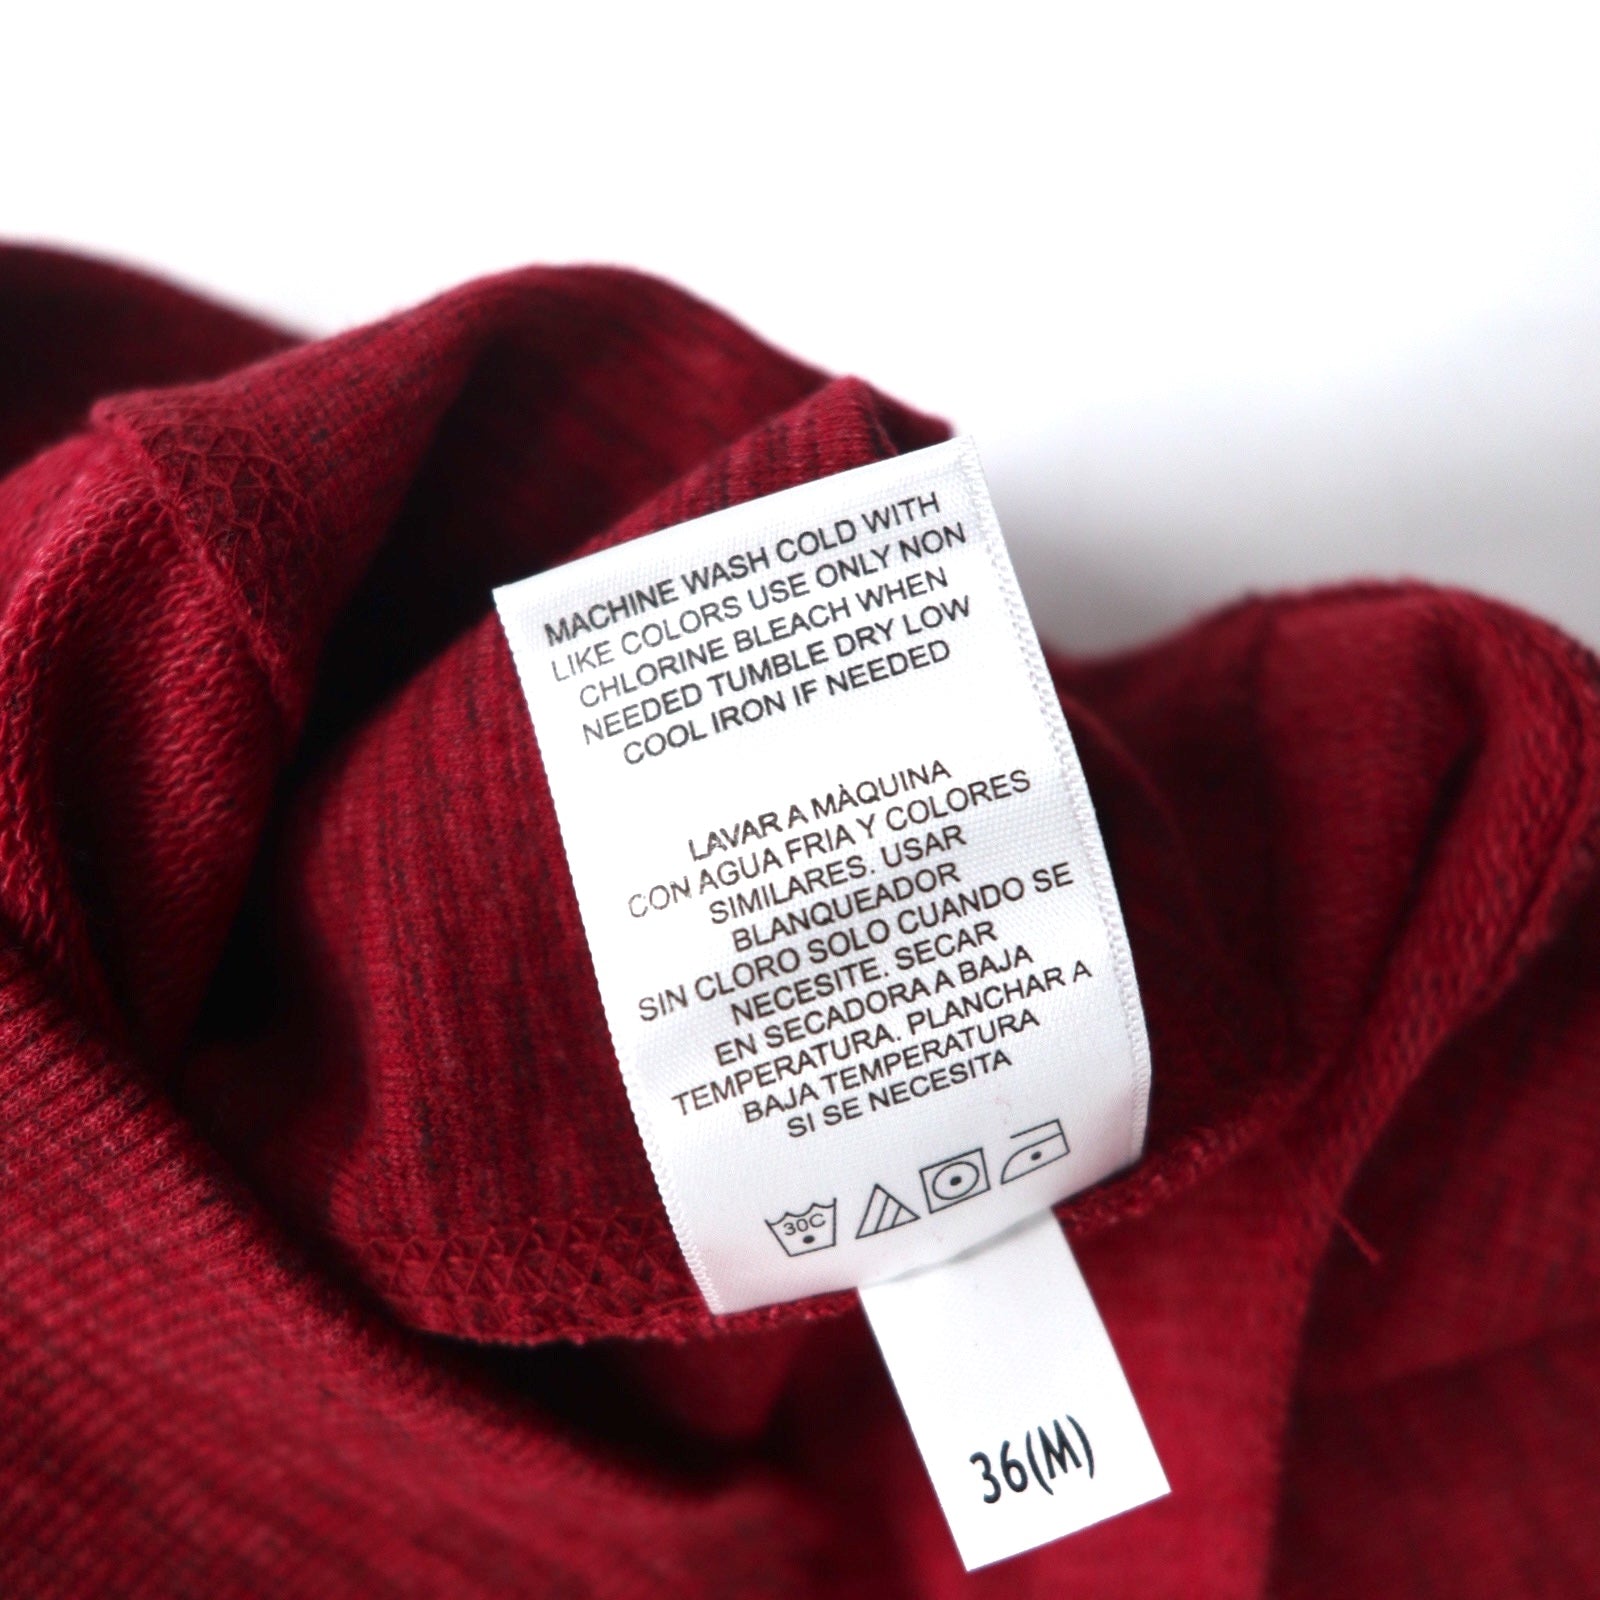 MACHINE WASH COLD WITH
LIKE COLORS USE ONLY NON
CHLORINE BLEACH WHEN
NEEDED TUMBLE DRY LOW
COOL IRON IF NEEDED
LAVAR A MÀQUINA
CON AGUA FRIA Y COLORES
SIMILARES. USAR
BLANQUEADOR
SIN CLORO SOLO CUANDO SE
NECESITE. SECAR
EN SECADORA A BAJA
TEMPERATURA. PLANCHAR A
BAJA TEMPERATURA
SI SE NECESITA
30C
36(M)